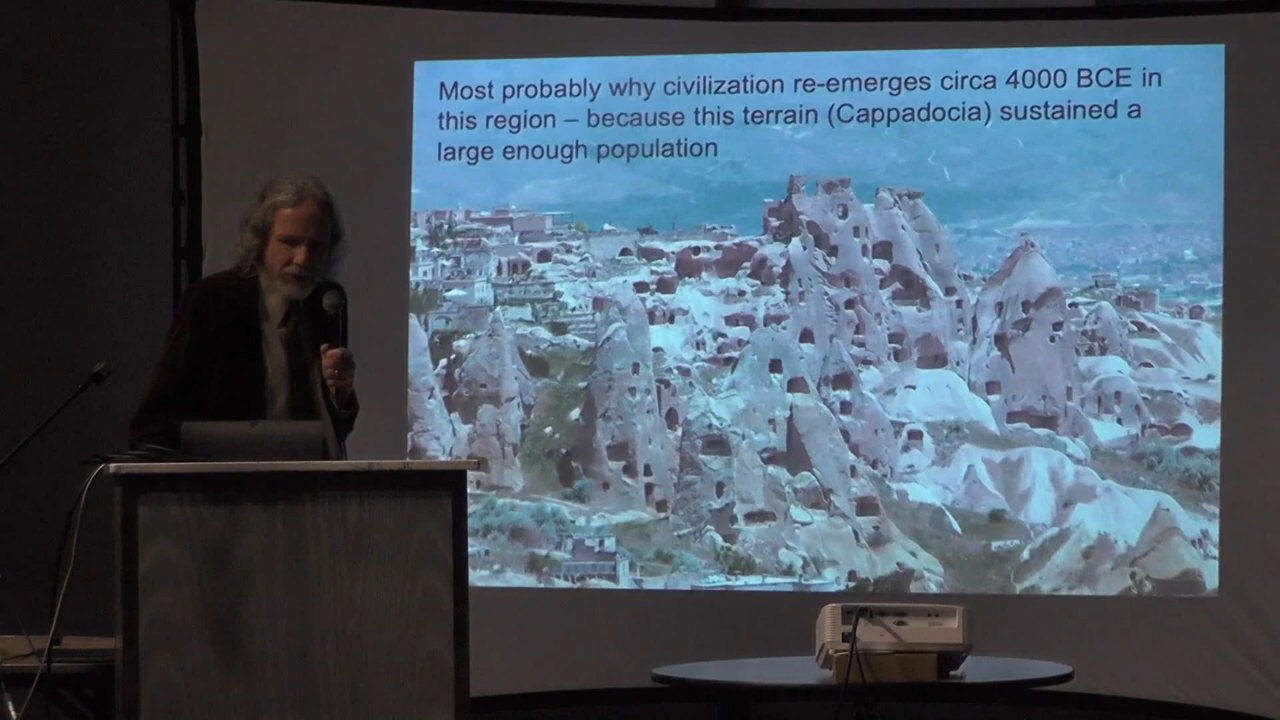 Most probably why civilization re-emerges circa 4000 BCE in
this region – because this terrain (Cappadocia) sustained a
large enough population